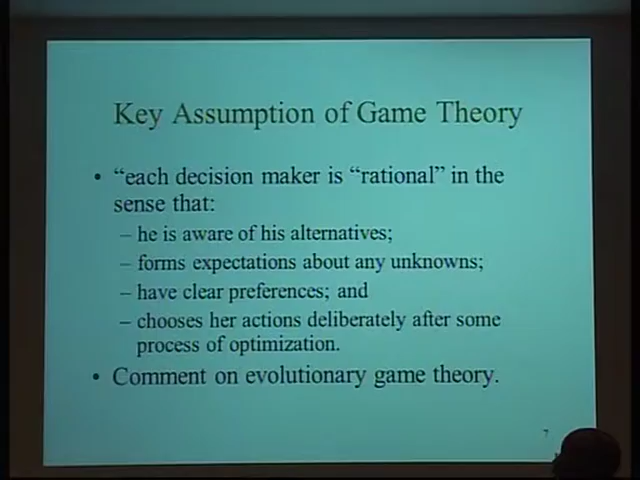 Key Assumption of Game Theory
• “each decision maker is “rational” in the
sense that:
– he is aware of his alternatives;
– forms expectations about any unknowns;
– have clear preferences; and
– chooses her actions deliberately after some
process of optimization.
• Comment on evolutionary game theory.
7